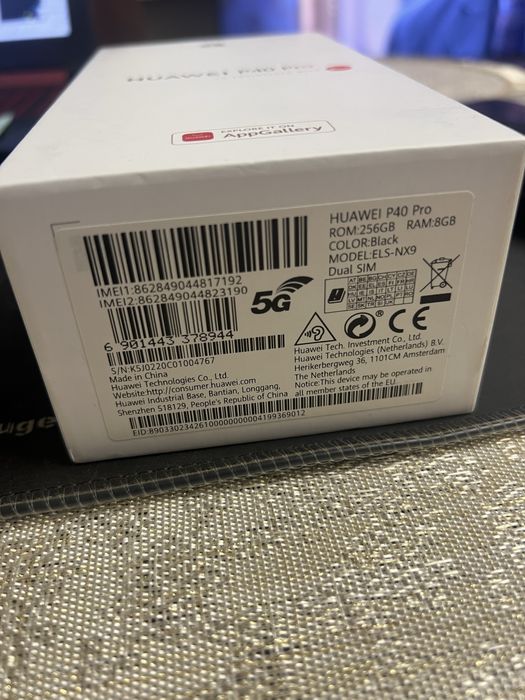 HUAWEI P40 Pro
EXPLORE IT ON
AppGallery
IMEI1:862849044817192
IMEI2:862849044823190
5G
6 901443 378944
S/N:K5J0220C01004767
Made in China
Huawei Technologies Co., Ltd.
Website:http://consumer.huawei.com
Huawei Industrial Base, Bantian, Longgang,
Shenzhen 518129, People's Republic of China
EID:89033023426100000000004199369012
HUAWEI P40 Pro
ROM:256GB RAM:8GB
COLOR:Black
MODEL:ELS-NX9
Dual SIM
CE
Huawei Tech. Investment Co., Ltd.
Huawei Technologies (Netherlands) B.V.
Herikerbergweg 36, 1101CM Amsterdam
The Netherlands
Notice:This device may be operated in
all member states of the EU